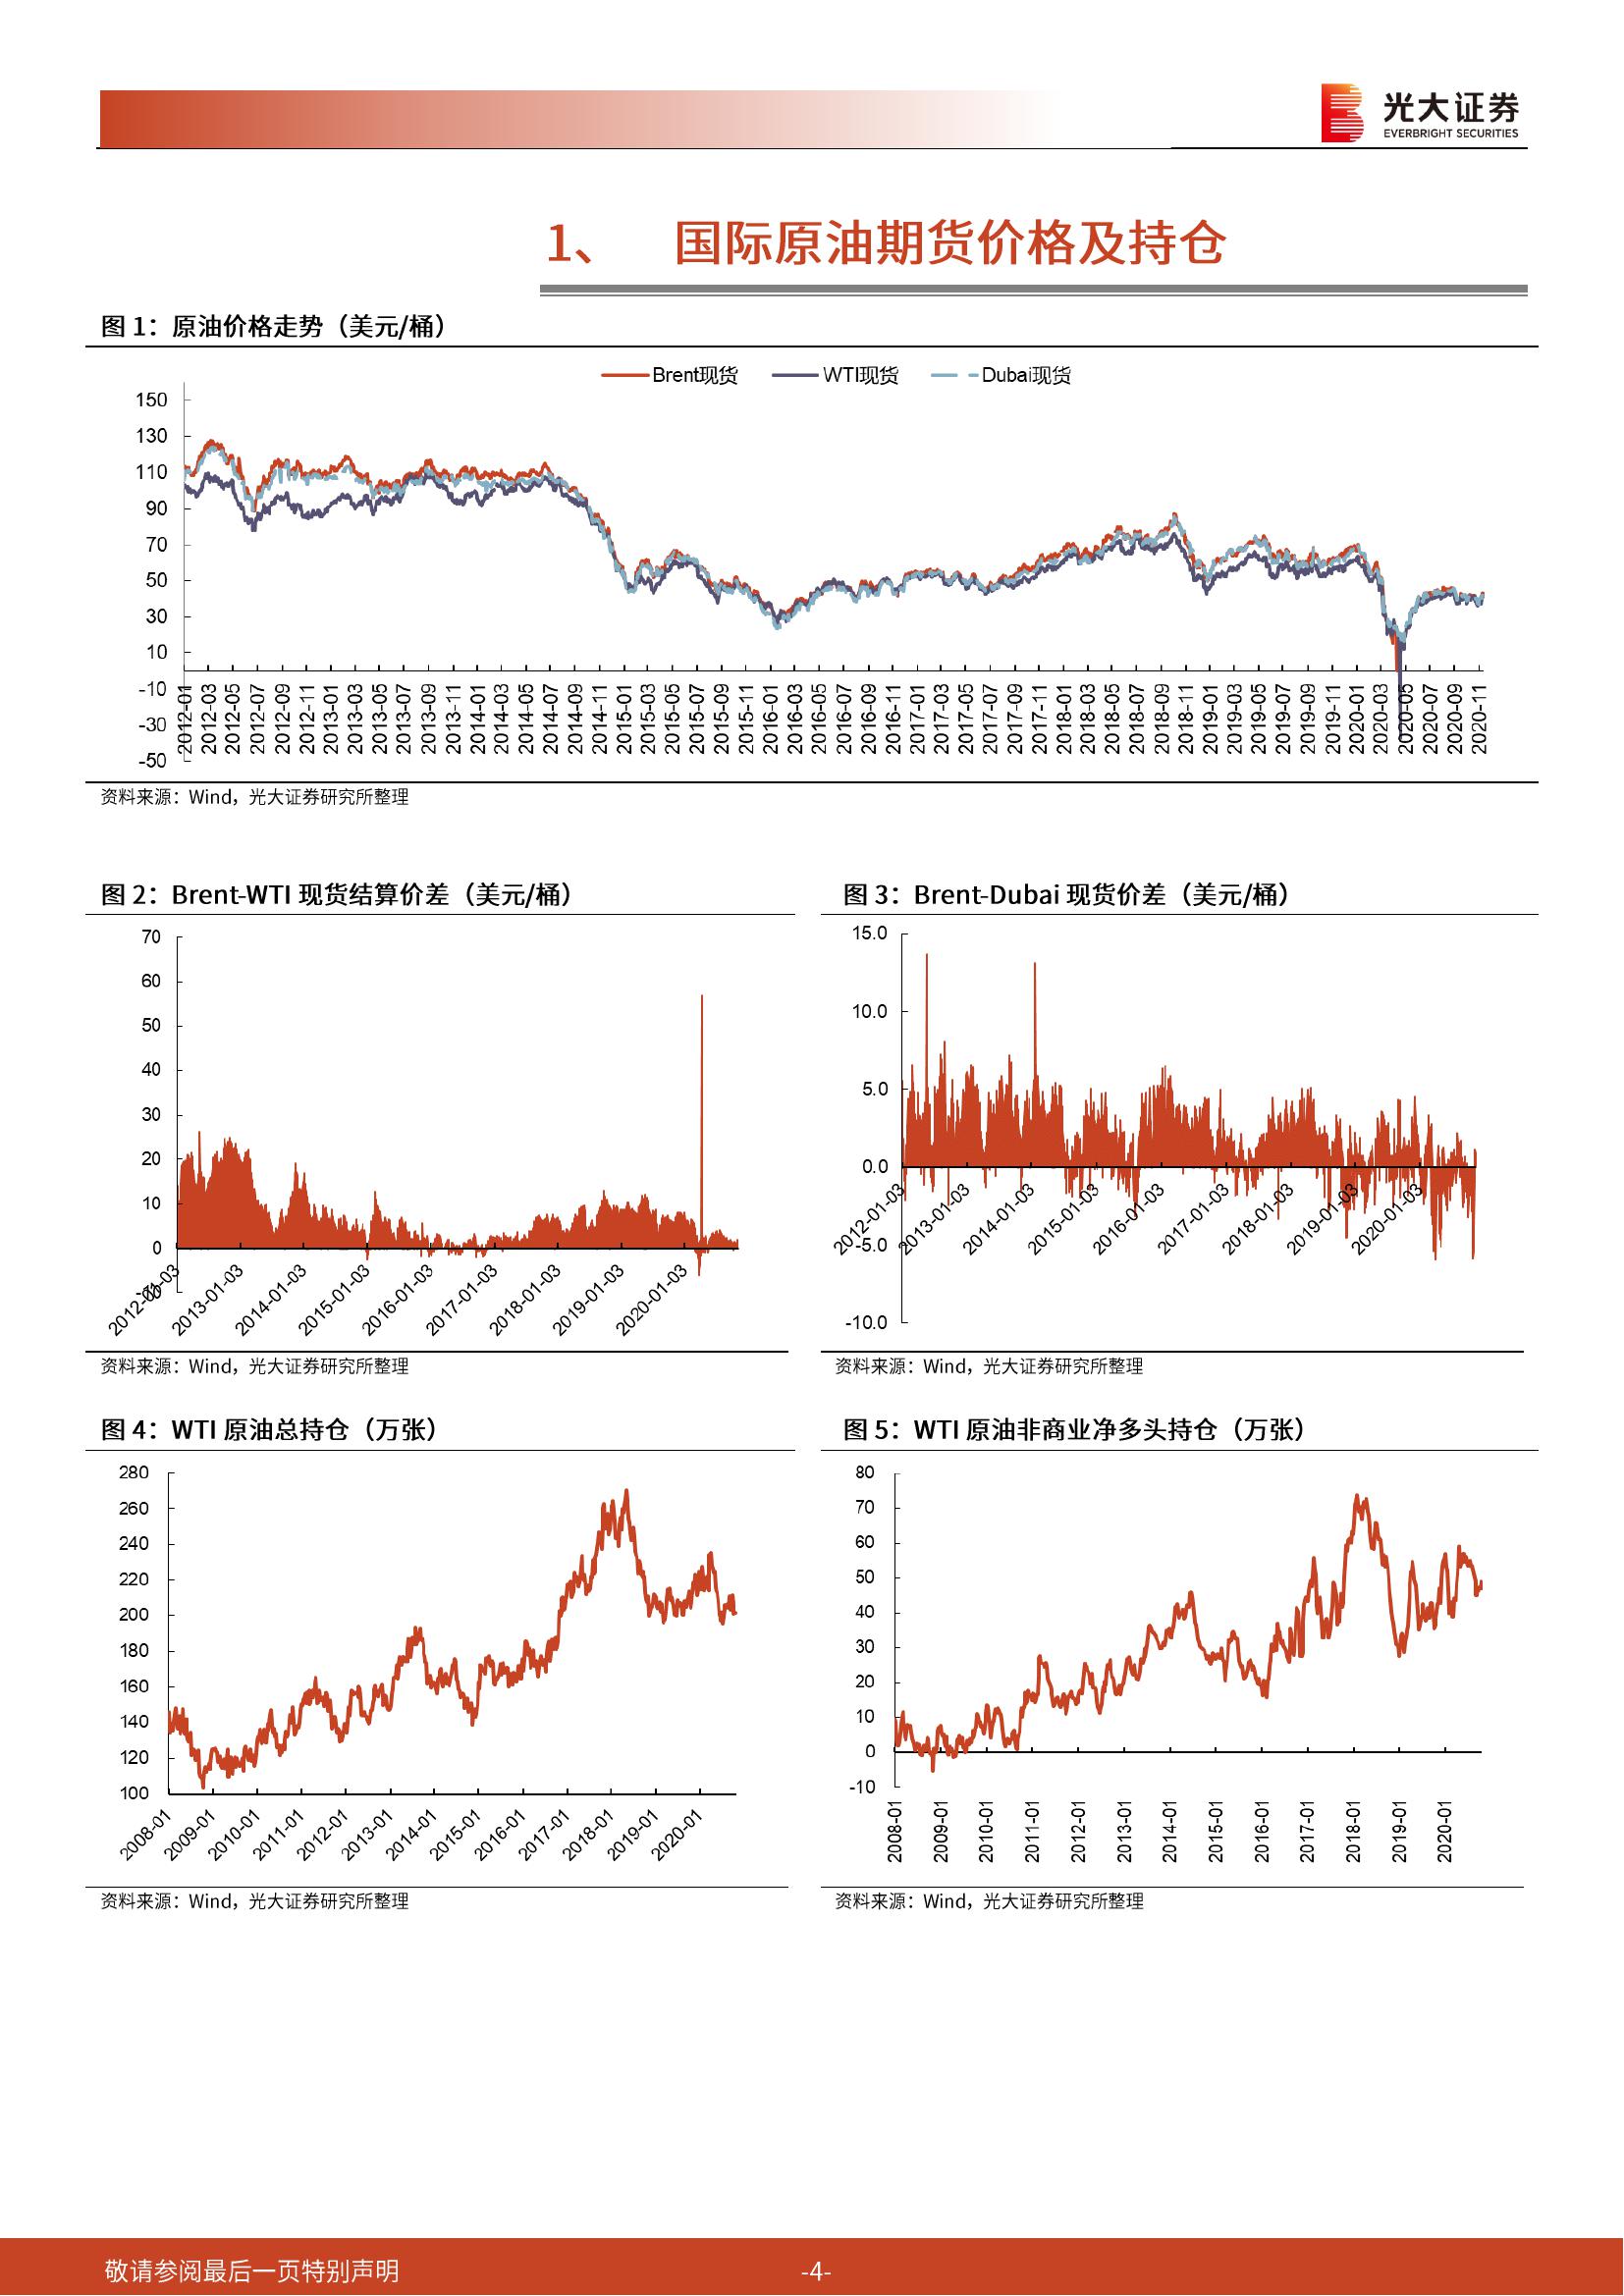 光大证券
EVERBRIGHT SECURITIES
1、 国际原油期货价格及持仓
图 1：原油价格走势（美元/桶）
Brent现货 WTI现货 Dubai现货
150
130
110
90
70
50
30
10
-10
-30
-50
2012-01 2012-03 2012-05 2012-07 2012-09 2012-11 2013-01 2013-03 2013-05 2013-07 2013-09 2013-11 2014-01 2014-03 2014-05 2014-07 2014-09 2014-11 2015-01 2015-03 2015-05 2015-07 2015-09 2015-11 2016-01 2016-03 2016-05 2016-07 2016-09 2016-11 2017-01 2017-03 2017-05 2017-07 2017-09 2017-11 2018-01 2018-03 2018-05 2018-07 2018-09 2018-11 2019-01 2019-03 2019-05 2019-07 2019-09 2019-11 2020-01 2020-03 2020-05 2020-07 2020-09 2020-11
资料来源：Wind，光大证券研究所整理
图 2：Brent-WTI 现货结算价差（美元/桶）
70
60
50
40
30
20
10
0
-10
2012-01-03 2013-01-03 2014-01-03 2015-01-03 2016-01-03 2017-01-03 2018-01-03 2019-01-03 2020-01-03
资料来源：Wind，光大证券研究所整理
图 3：Brent-Dubai 现货价差（美元/桶）
15.0
10.0
5.0
0.0
-5.0
-10.0
2012-01-03 2013-01-03 2014-01-03 2015-01-03 2016-01-03 2017-01-03 2018-01-03 2019-01-03 2020-01-03
资料来源：Wind，光大证券研究所整理
图 4：WTI 原油总持仓（万张）
280
260
240
220
200
180
160
140
120
100
2008-01 2009-01 2010-01 2011-01 2012-01 2013-01 2014-01 2015-01 2016-01 2017-01 2018-01 2019-01 2020-01
资料来源：Wind，光大证券研究所整理
图 5：WTI 原油非商业净多头持仓（万张）
80
70
60
50
40
30
20
10
0
-10
2008-01 2009-01 2010-01 2011-01 2012-01 2013-01 2014-01 2015-01 2016-01 2017-01 2018-01 2019-01 2020-01
资料来源：Wind，光大证券研究所整理
敬请参阅最后一页特别声明 -4-